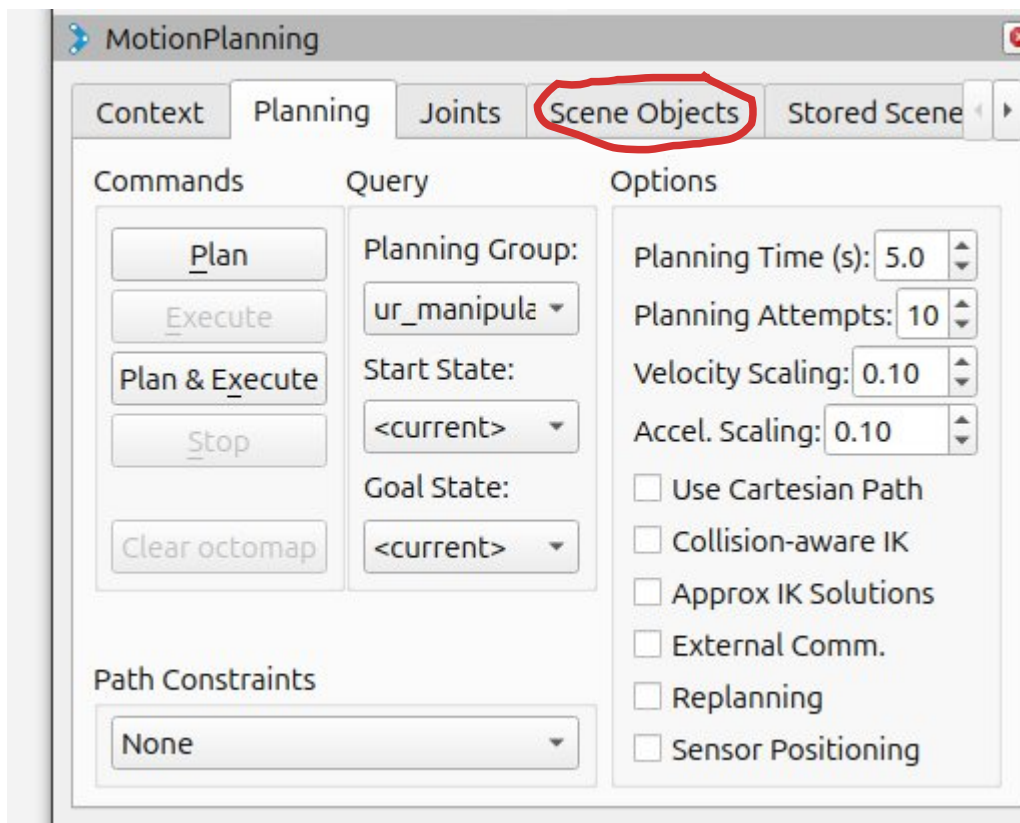 MotionPlanning
Context Planning Joints Scene Objects Stored Scene
Commands
Plan
Execute
Plan & Execute
Stop
Clear octomap
Query
Planning Group:
ur_manipula
Start State:
<current>
Goal State:
<current>
Options
Planning Time (s): 5.0
Planning Attempts: 10
Velocity Scaling: 0.10
Accel. Scaling: 0.10
Use Cartesian Path
Collision-aware IK
Approx IK Solutions
External Comm.
Replanning
Sensor Positioning
Path Constraints
None